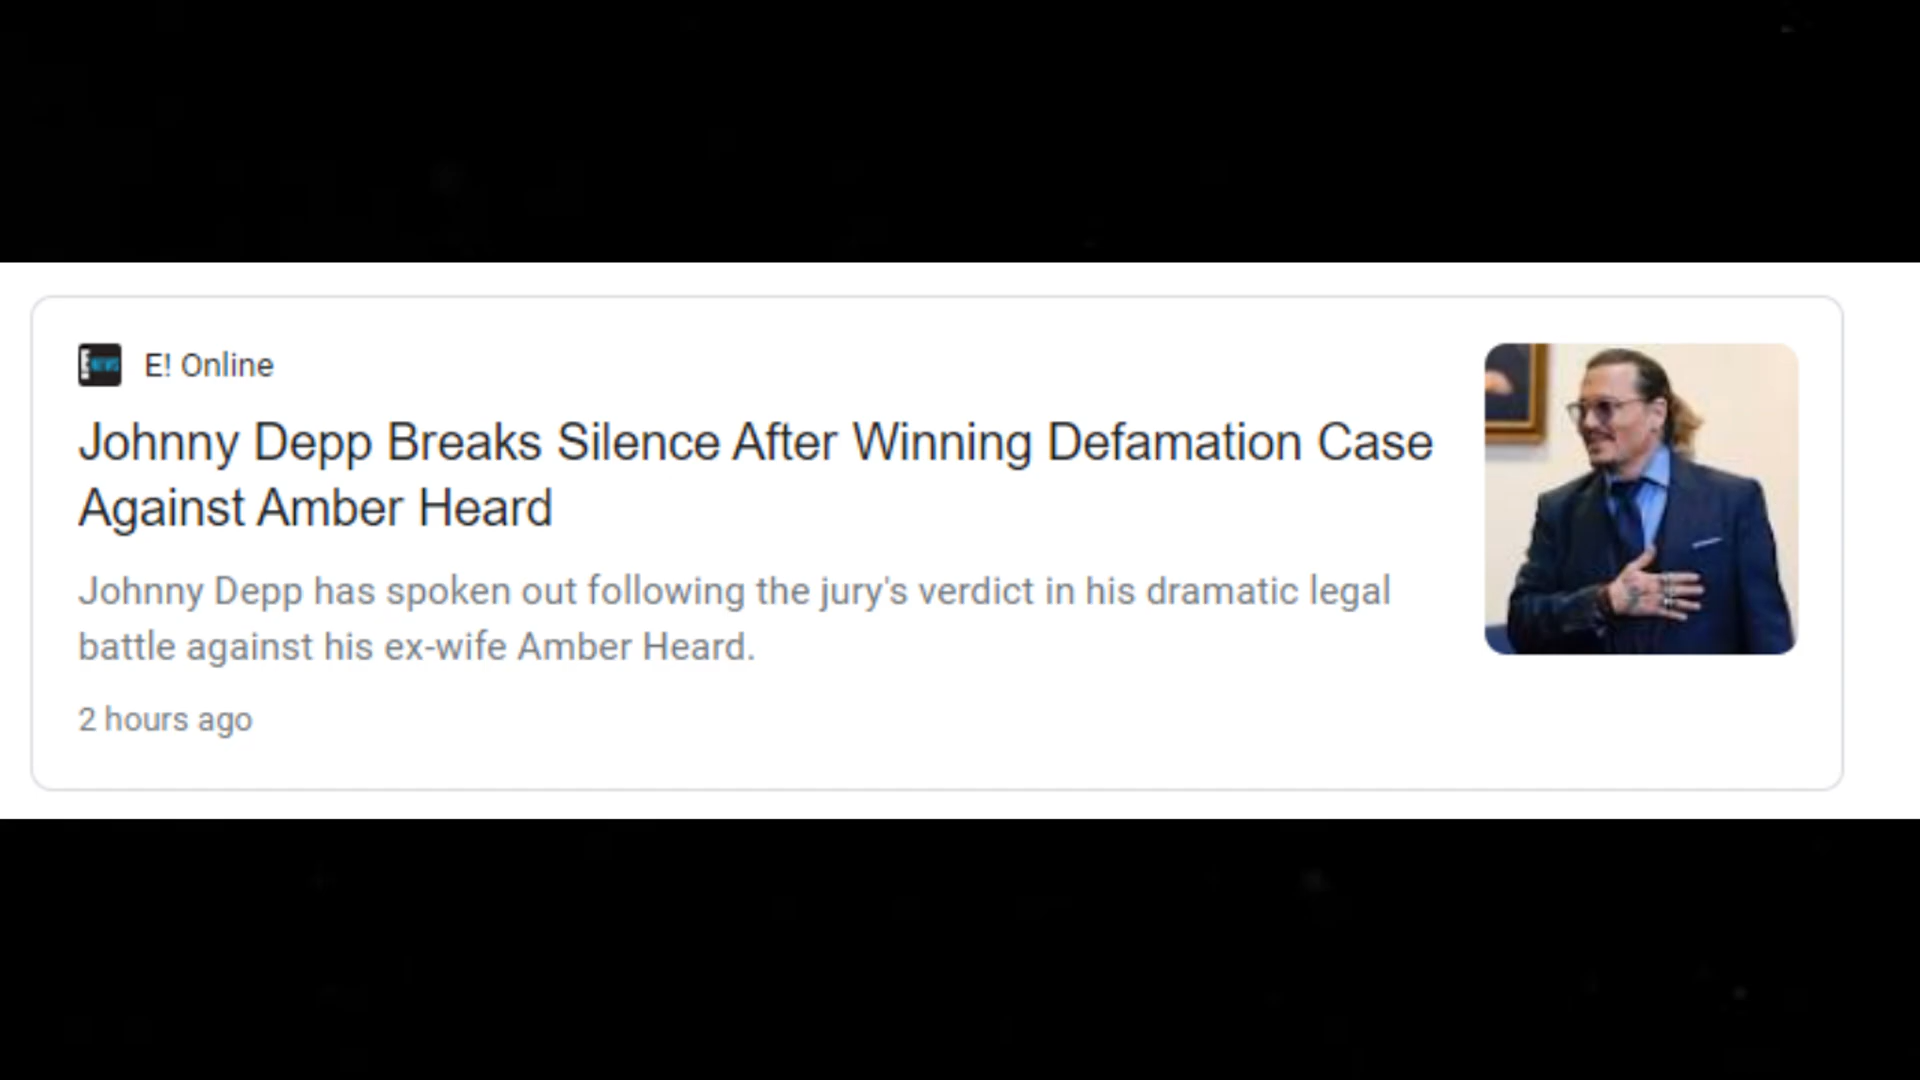 E! NEWS
E! Online
Johnny Depp Breaks Silence After Winning Defamation Case
Against Amber Heard
Johnny Depp has spoken out following the jury's verdict in his dramatic legal
battle against his ex-wife Amber Heard.
2 hours ago